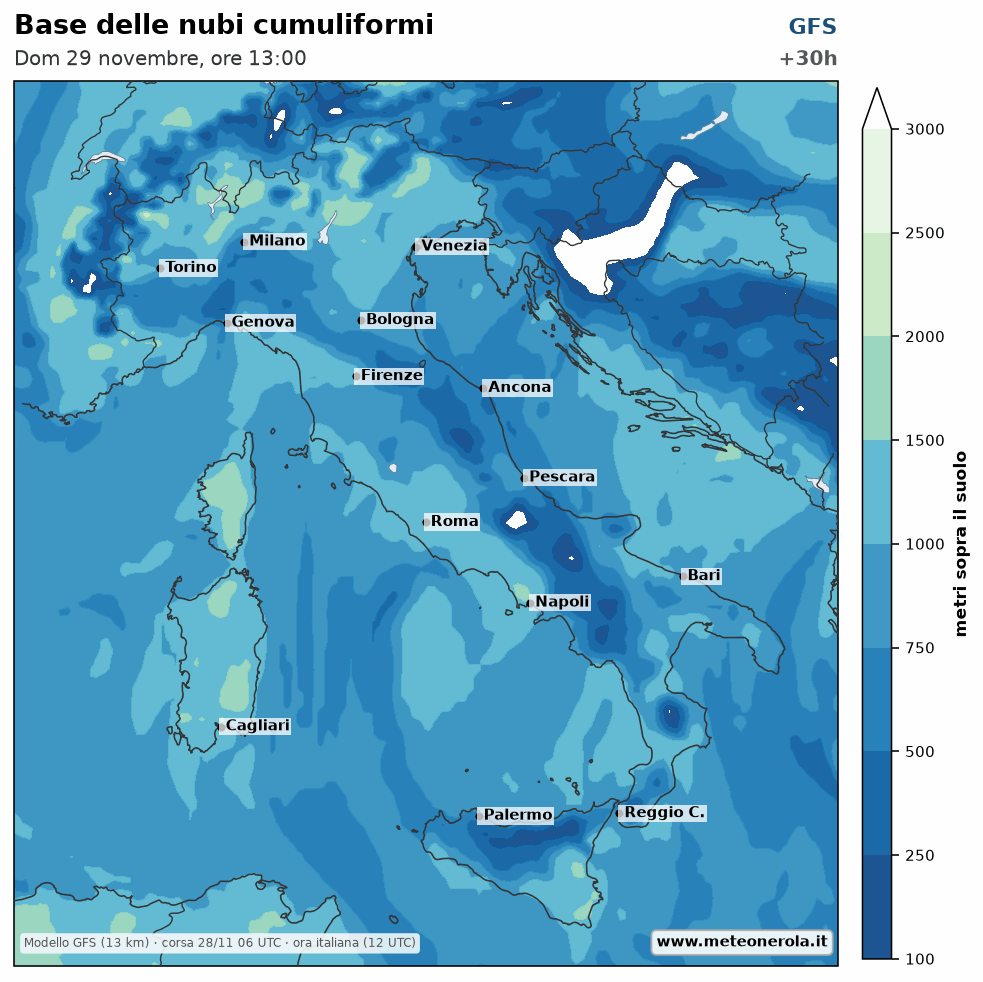 Base delle nubi cumuliformi
GFS
Dom 29 novembre, ore 13:00
+30h
3000
2500
2000
1500
1000
750
500
250
100
metri sopra il suolo
Milano
Venezia
Torino
Genova
Bologna
Firenze
Ancona
Pescara
Roma
Bari
Napoli
Cagliari
Palermo
Reggio C.
Modello GFS (13 km) · corsa 28/11 06 UTC · ora italiana (12 UTC)
www.meteonerola.it